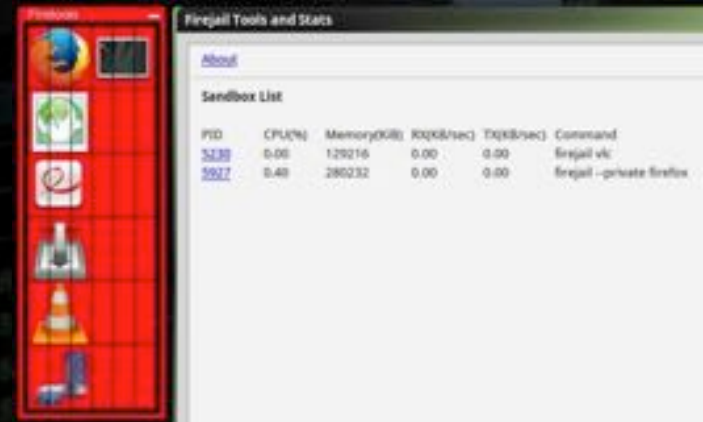 Firetools
Firejail Tools and Stats
About
Sandbox List
PID CPU(%) Memory(KiB) RX(KB/sec) TX(KB/sec) Command
5230 0.00 129216 0.00 0.00 firejail vlc
5927 0.40 280232 0.00 0.00 firejail --private firefox